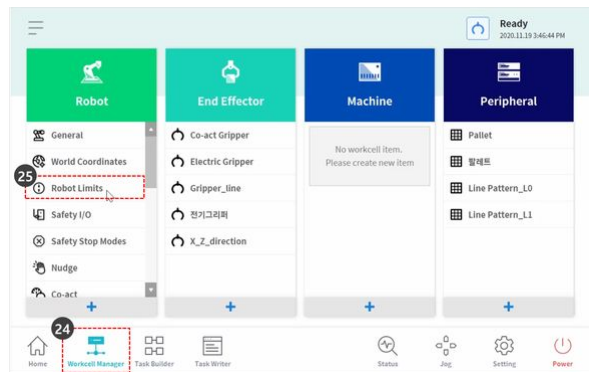 Ready
2020.11.19 3:46:44 PM
Robot
End Effector
Machine
Peripheral
General
World Coordinates
25
Robot Limits
Safety I/O
Safety Stop Modes
Nudge
Co-act
+
Co-act Gripper
Electric Gripper
Gripper_line
전기그리퍼
X_Z_direction
+
No workcell item.
Please create new item
+
Pallet
팔레트
Line Pattern_L0
Line Pattern_L1
+
24
Home
Workcell Manager
Task Builder
Task Writer
Status
Jog
Setting
Power